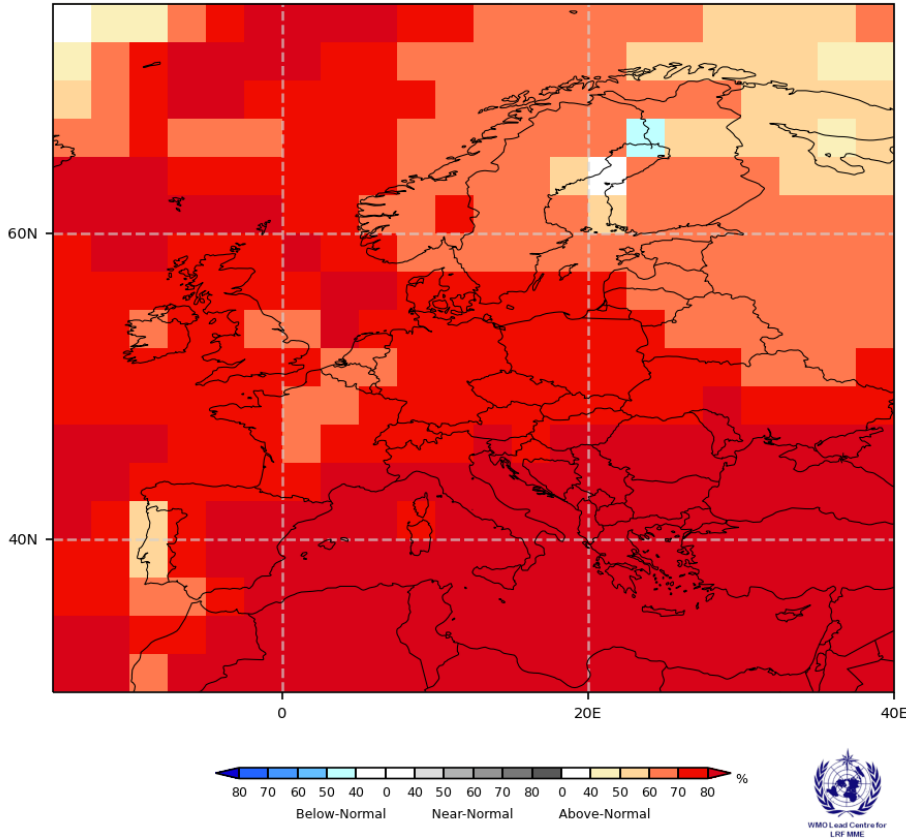 60N
40N
0 20E 40E
80 70 60 50 40 0 40 50 60 70 80 0 40 50 60 70 80 %
Below-Normal Near-Normal Above-Normal
WMO Lead Centre for
LRF MME